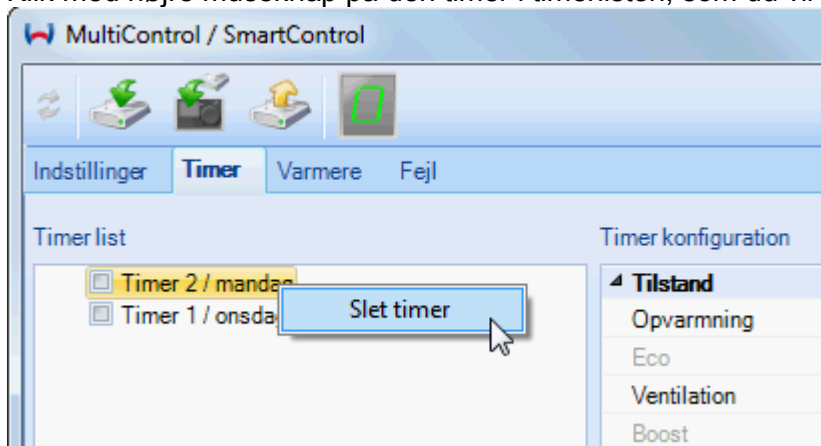 MultiControl / SmartControl
0
Indstillinger Timer Varmere Fejl
Timer list
Timer konfiguration
Timer 2 / mandag
Timer 1 / onsdag
Slet timer
Tilstand
Opvarmning
Eco
Ventilation
Boost